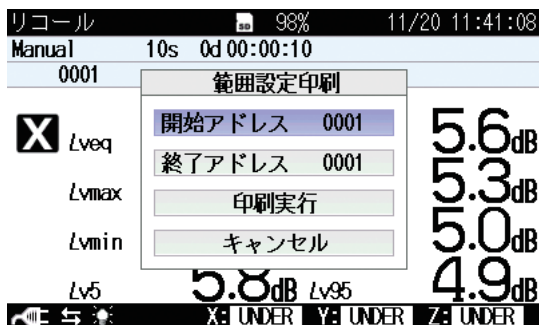 リコール SD 98% 11/20 11:41:08
Manual 10s 0d 00:00:10
0001
範囲設定印刷
開始アドレス 0001
終了アドレス 0001
印刷実行
キャンセル
X Lveq 5.6dB
Lvmax 5.3dB
Lvmin 5.0dB
Lv5 5.8dB Lv95 4.9dB
X: UNDER Y: UNDER Z: UNDER